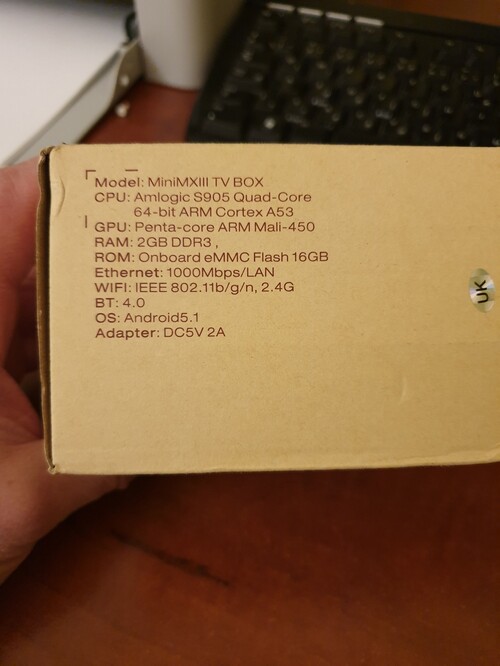 Model: MiniMXIII TV BOX
CPU: Amlogic S905 Quad-Core
64-bit ARM Cortex A53
GPU: Penta-core ARM Mali-450
RAM: 2GB DDR3 ,
ROM: Onboard eMMC Flash 16GB
Ethernet: 1000Mbps/LAN
WIFI: IEEE 802.11b/g/n, 2.4G
BT: 4.0
OS: Android5.1
Adapter: DC5V 2A
UK